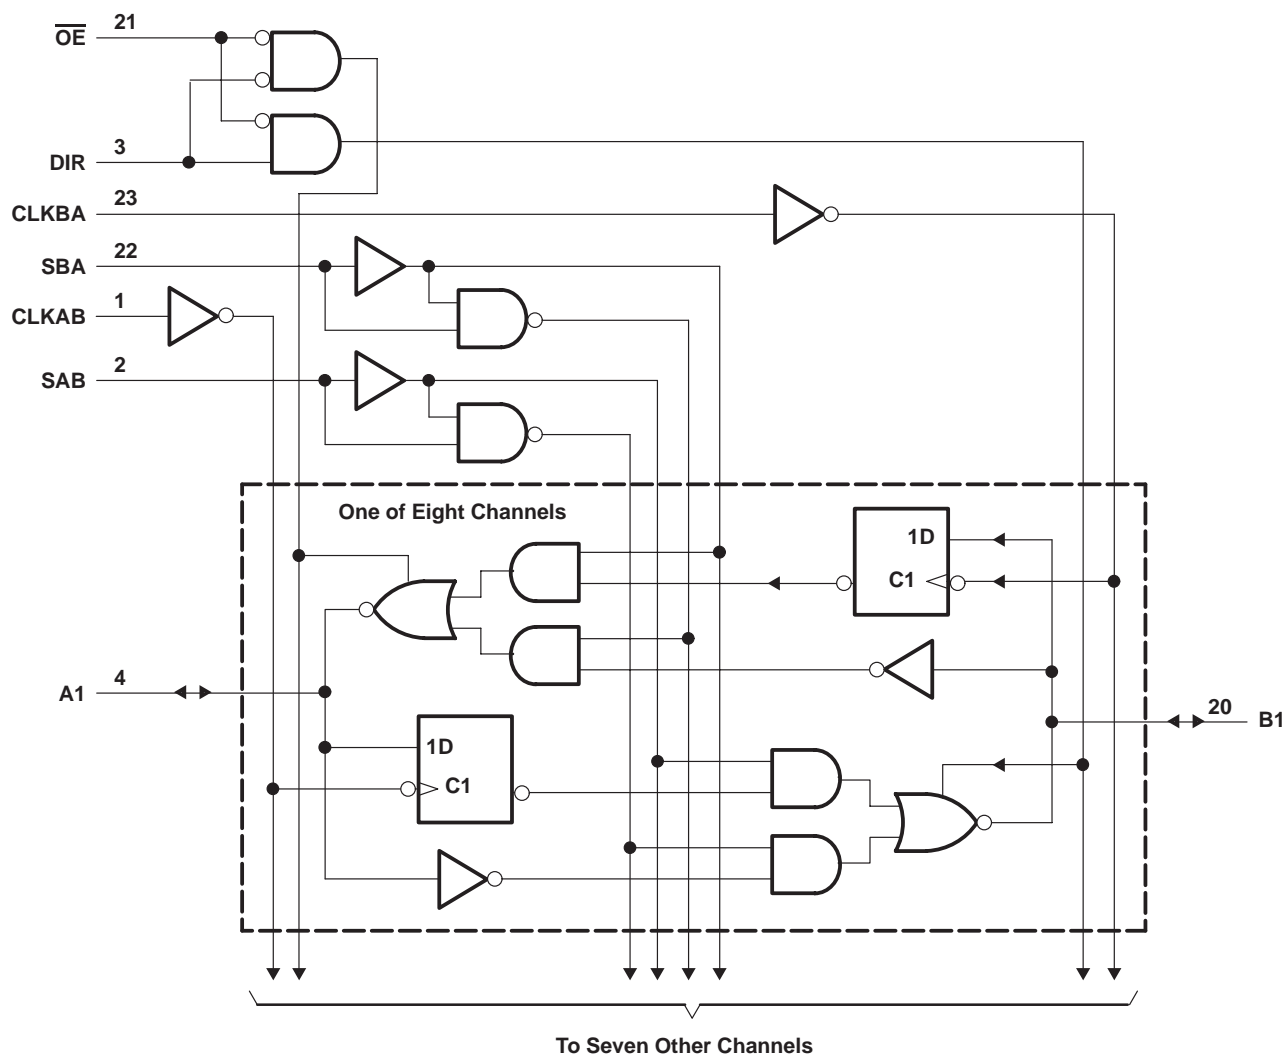 21
O̅E̅
3
DIR
23
CLKBA
22
SBA
1
CLKAB
2
SAB
One of Eight Channels
1D
C1
4
A1
20
B1
1D
C1
To Seven Other Channels